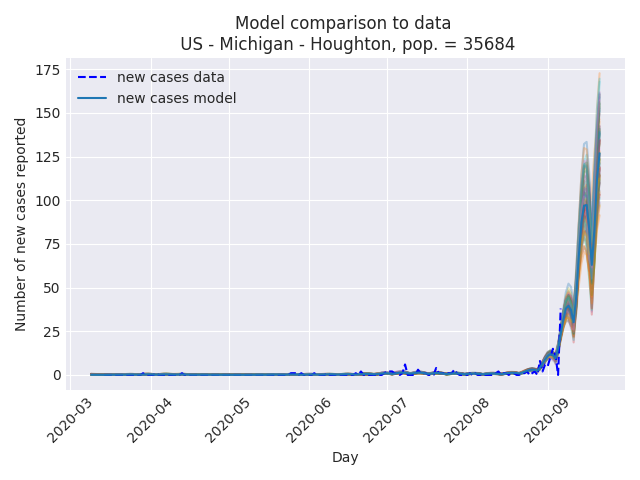 Model comparison to data
US - Michigan - Houghton, pop. = 35684
new cases data
new cases model
Number of new cases reported
175
150
125
100
75
50
25
0
2020-03
2020-04
2020-05
2020-06
2020-07
2020-08
2020-09
Day